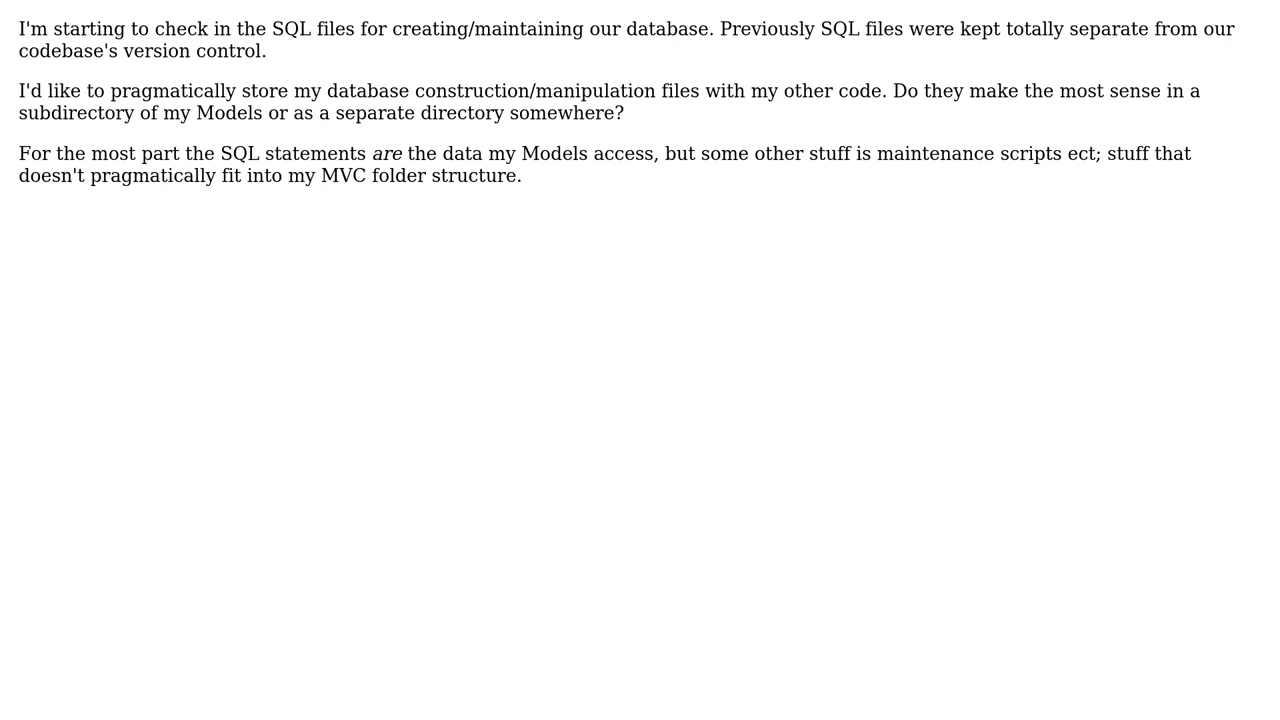 I'm starting to check in the SQL files for creating/maintaining our database. Previously SQL files were kept totally separate from our
codebase's version control.
I'd like to pragmatically store my database construction/manipulation files with my other code. Do they make the most sense in a
subdirectory of my Models or as a separate directory somewhere?
For the most part the SQL statements are the data my Models access, but some other stuff is maintenance scripts ect; stuff that
doesn't pragmatically fit into my MVC folder structure.